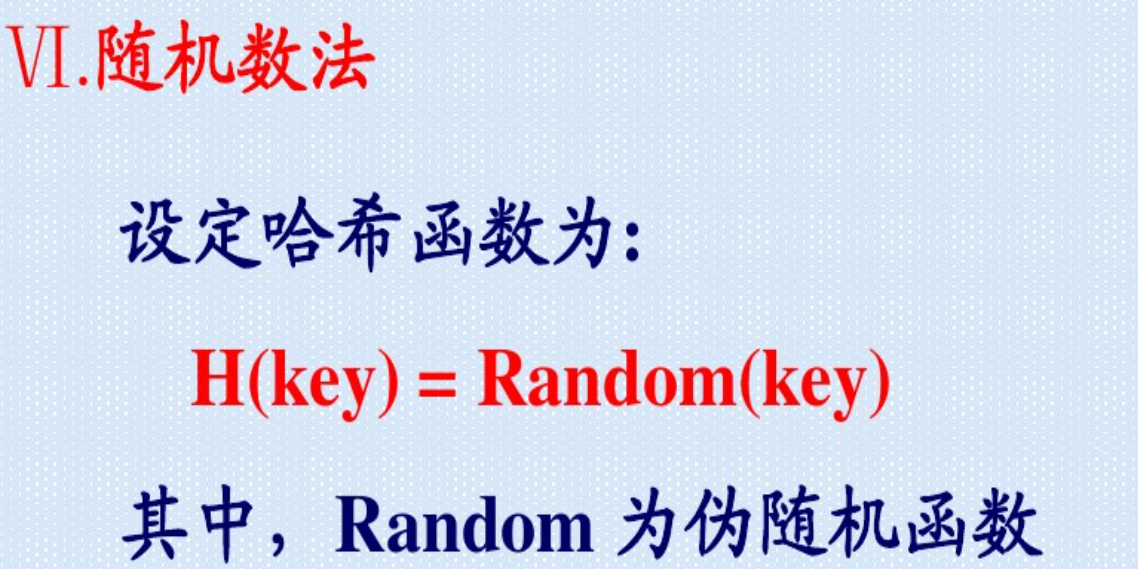 Ⅵ.随机数法
设定哈希函数为:
H(key) = Random(key)
其中，Random 为伪随机函数